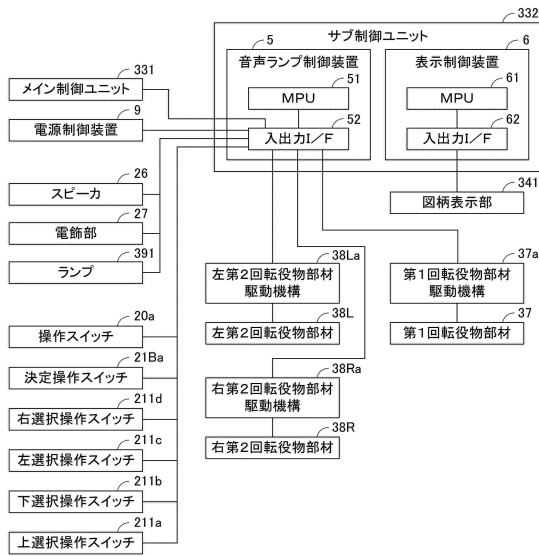 332
サブ制御ユニット
5
音声ランプ制御装置
51
MPU
52
入出力I/F
6
表示制御装置
61
MPU
62
入出力I/F
331
メイン制御ユニット
9
電源制御装置
26
スピーカ
27
電飾部
391
ランプ
341
図柄表示部
38La
左第2回転役物部材
駆動機構
38L
左第2回転役物部材
37a
第1回転役物部材
駆動機構
37
第1回転役物部材
38Ra
右第2回転役物部材
駆動機構
38R
右第2回転役物部材
20a
操作スイッチ
21Ba
決定操作スイッチ
211d
右選択操作スイッチ
211c
左選択操作スイッチ
211b
下選択操作スイッチ
211a
上選択操作スイッチ